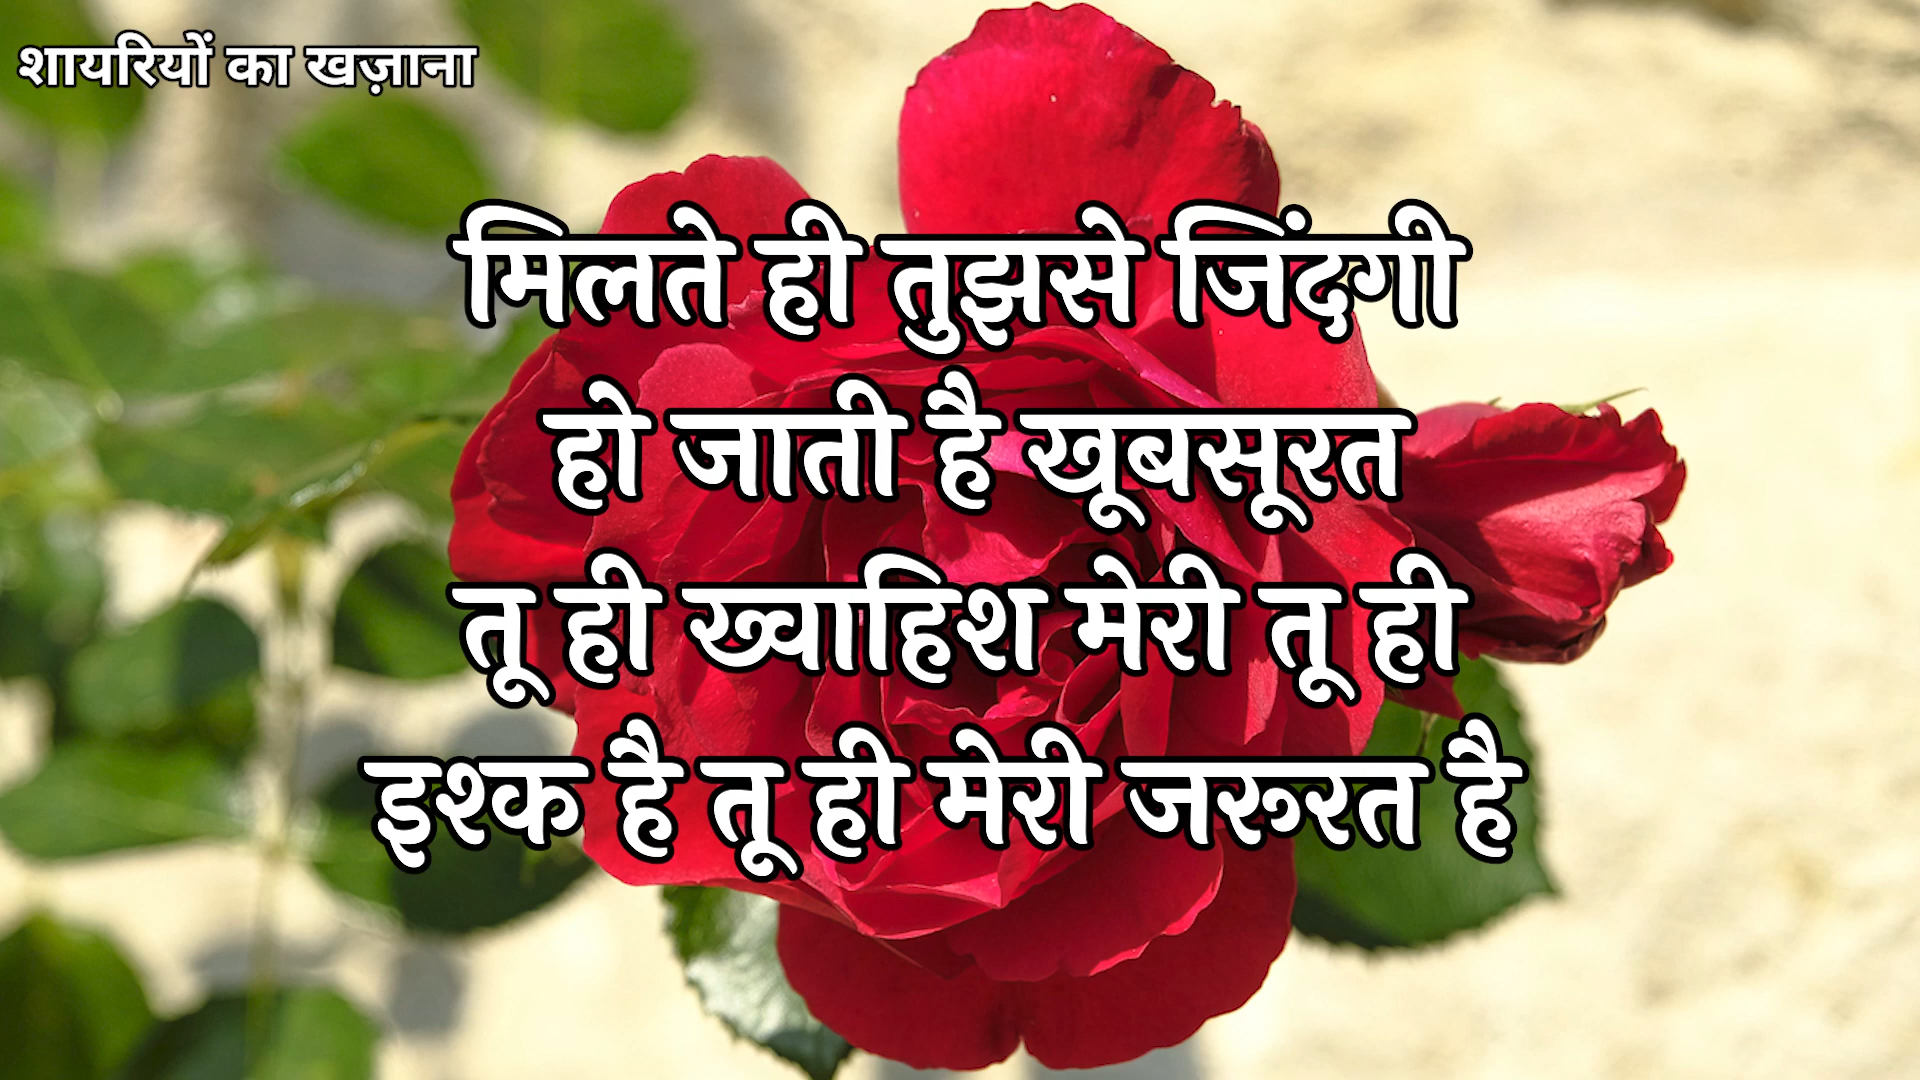 शायरियों का खज़ाना
मिलते ही तुझसे जिंदगी
हो जाती है खूबसूरत
तू ही ख्वाहिश मेरी तू ही
इश्क है तू ही मेरी जरूरत है